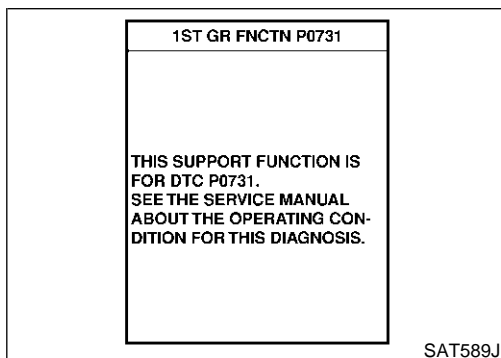 1ST GR FNCTN P0731
THIS SUPPORT FUNCTION IS
FOR DTC P0731.
SEE THE SERVICE MANUAL
ABOUT THE OPERATING CON-
DITION FOR THIS DIAGNOSIS.
SAT589J